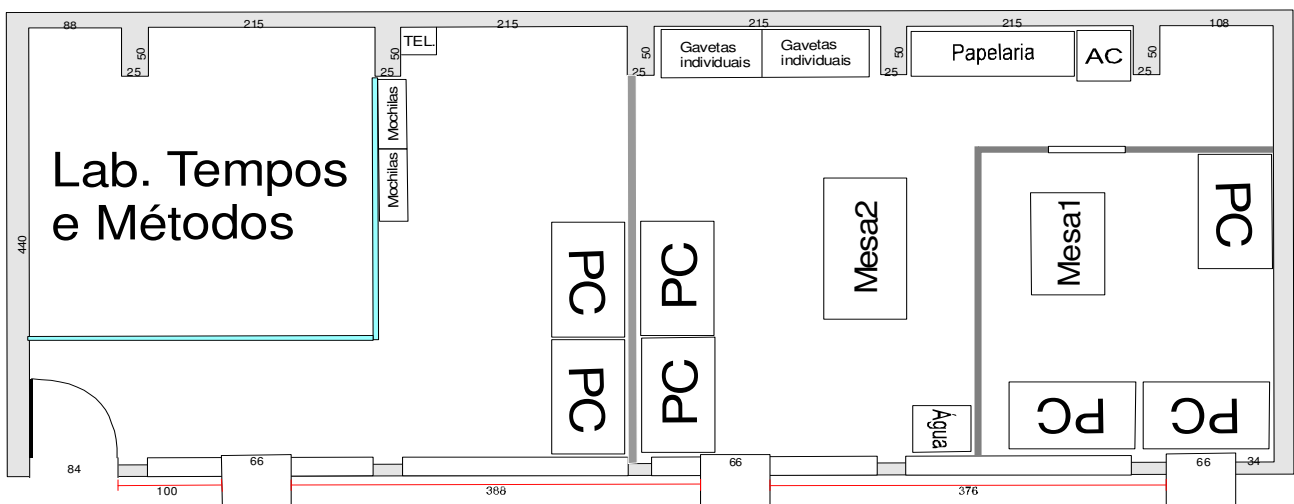 88
215
215
215
215
108
50
50
50
50
50
25
25
25
25
25
TEL.
Gavetas
individuais
Gavetas
individuais
Papelaria
AC
Mochilas
Mochilas
Lab. Tempos
e Métodos
440
PC
PC
PC
PC
Mesa2
Mesa1
PC
PC
PC
Água
84
66
66
66
34
100
388
376